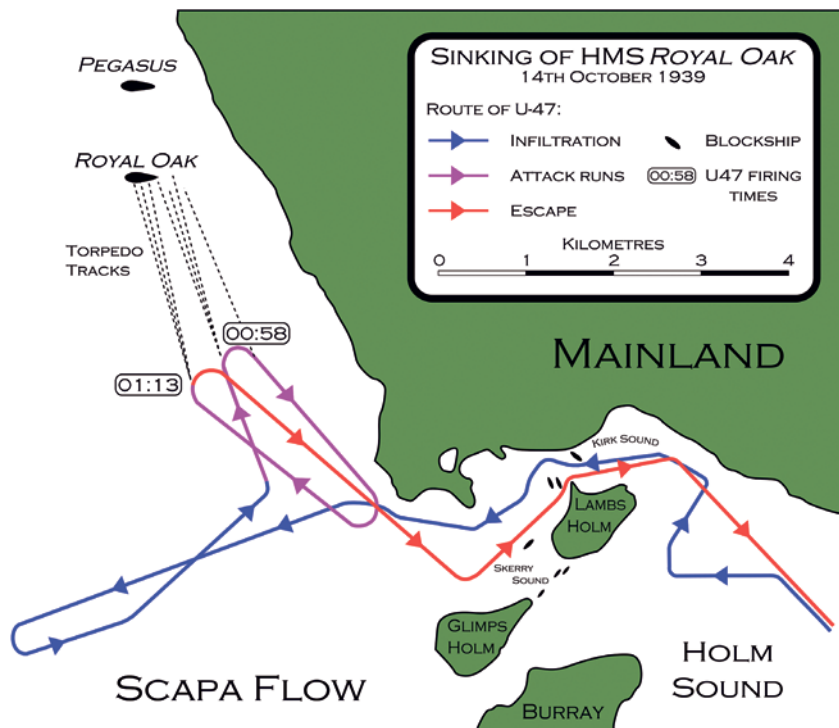 PEGASUS
ROYAL OAK
TORPEDO
TRACKS
SINKING OF HMS ROYAL OAK
14TH OCTOBER 1939
ROUTE OF U-47:
INFILTRATION
BLOCKSHIP
ATTACK RUNS
00:58
U47 FIRING
TIMES
ESCAPE
KILOMETRES
0 1 2 3 4
00:58
01:13
MAINLAND
KIRK SOUND
LAMBS
HOLM
SKERRY
SOUND
GLIMPS
HOLM
SCAPA FLOW
HOLM
SOUND
BURRAY